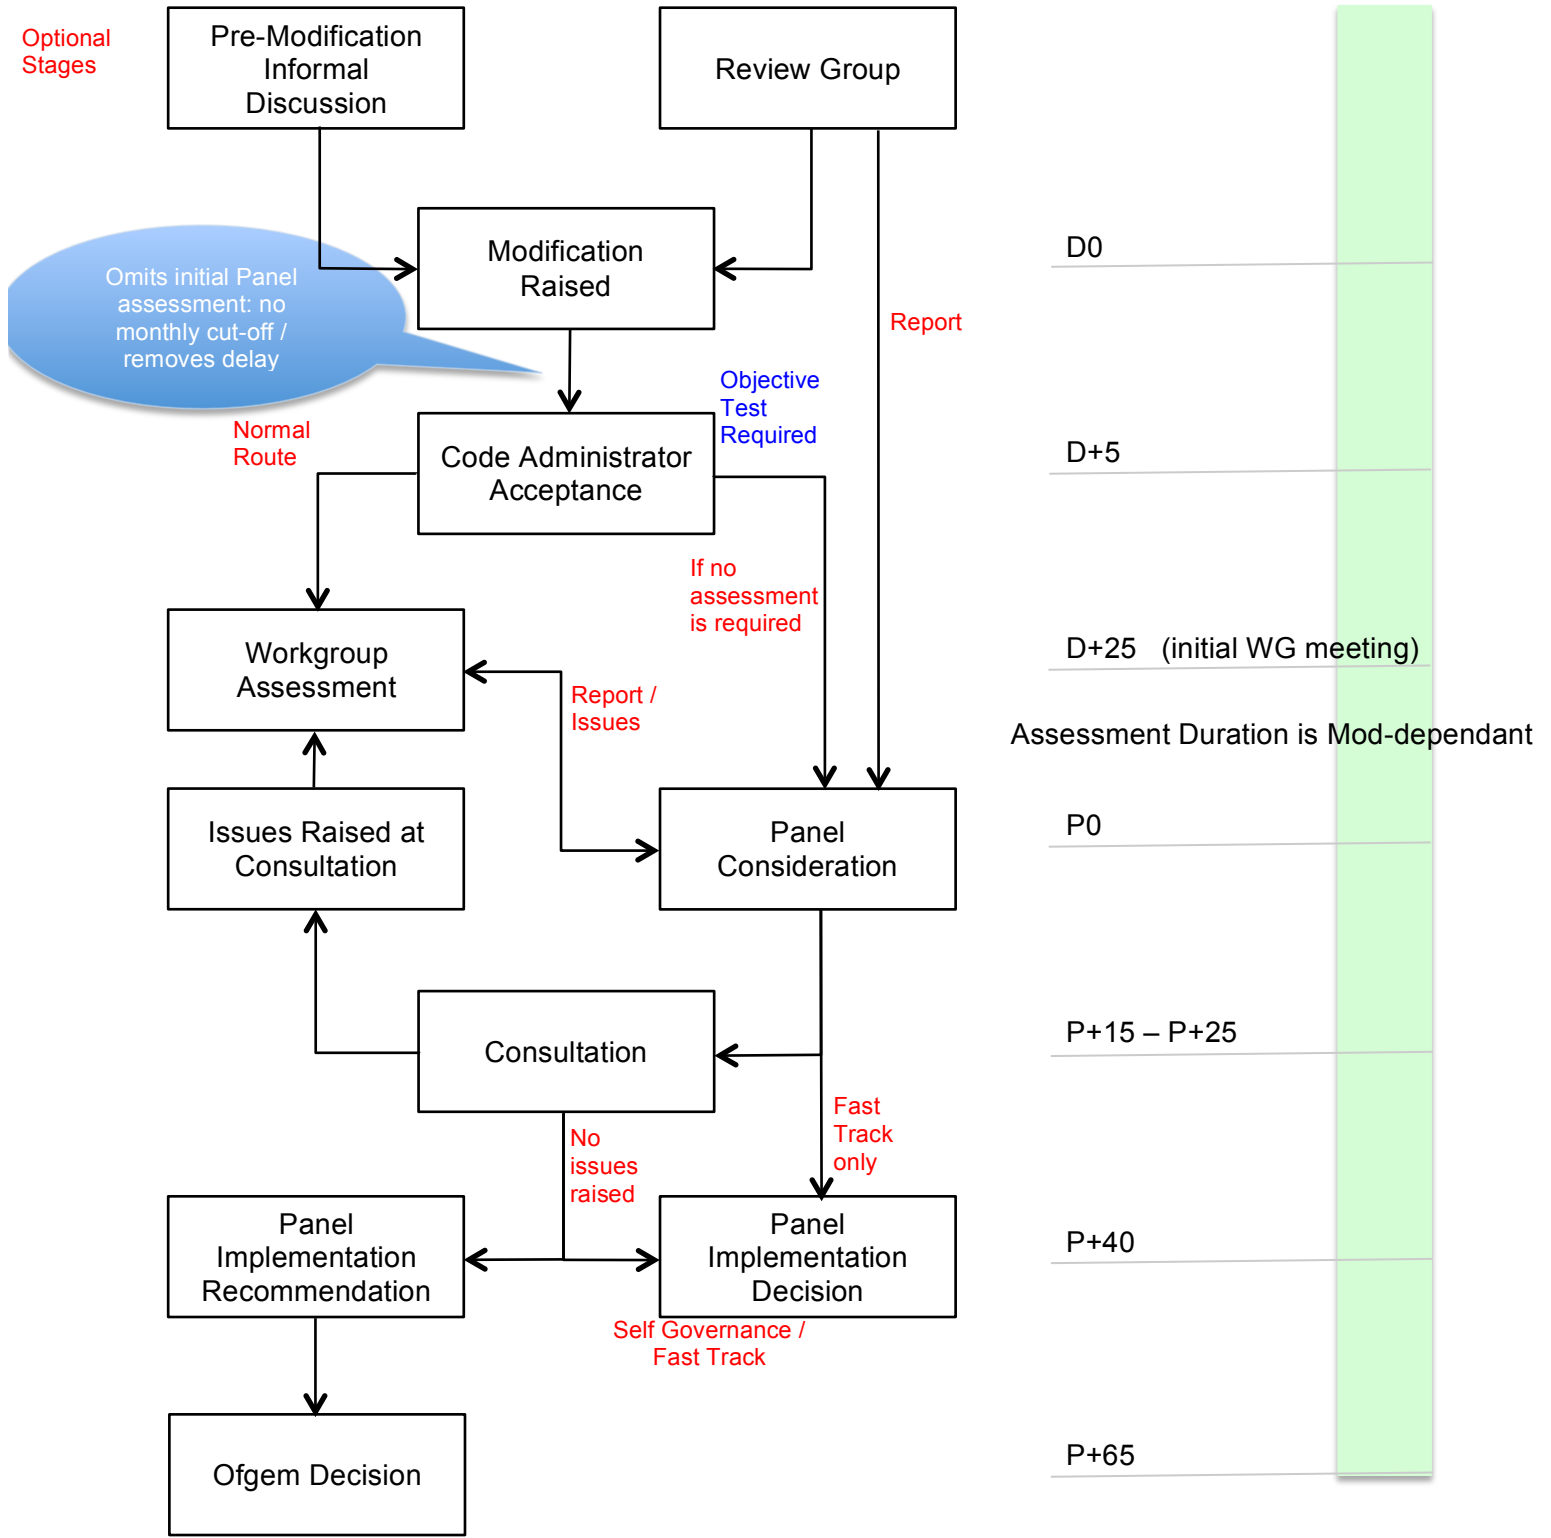 Optional
Stages
Pre-Modification
Informal
Discussion
Review Group
Omits initial Panel
assessment: no
monthly cut-off /
removes delay
Modification
Raised
D0
Report
Objective
Test
Required
Normal
Route
Code Administrator
Acceptance
D+5
If no
assessment
is required
Workgroup
Assessment
D+25 (initial WG meeting)
Report /
Issues
Assessment Duration is Mod-dependant
Issues Raised at
Consultation
Panel
Consideration
P0
Consultation
P+15 – P+25
Fast
Track
only
No
issues
raised
Panel
Implementation
Recommendation
Panel
Implementation
Decision
P+40
Self Governance /
Fast Track
Ofgem Decision
P+65